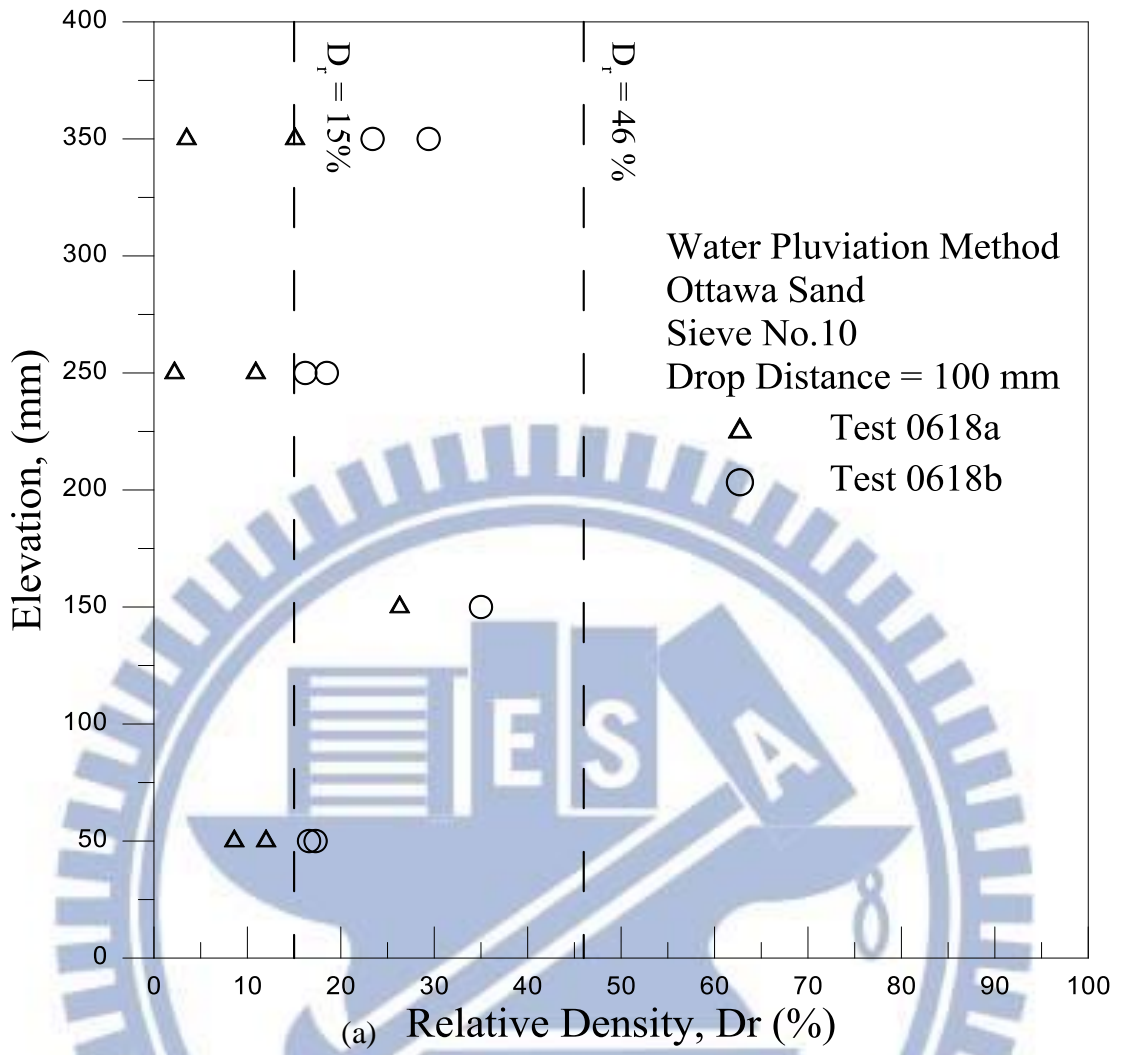 400
350
300
250
200
150
100
50
0
Elevation, (mm)
D r = 15%
D r = 46 %
Water Pluviation Method
Ottawa Sand
Sieve No.10
Drop Distance = 100 mm
Test 0618a
Test 0618b
E S A
0 10 20 30 40 50 60 70 80 90 100
(a) Relative Density, Dr (%)